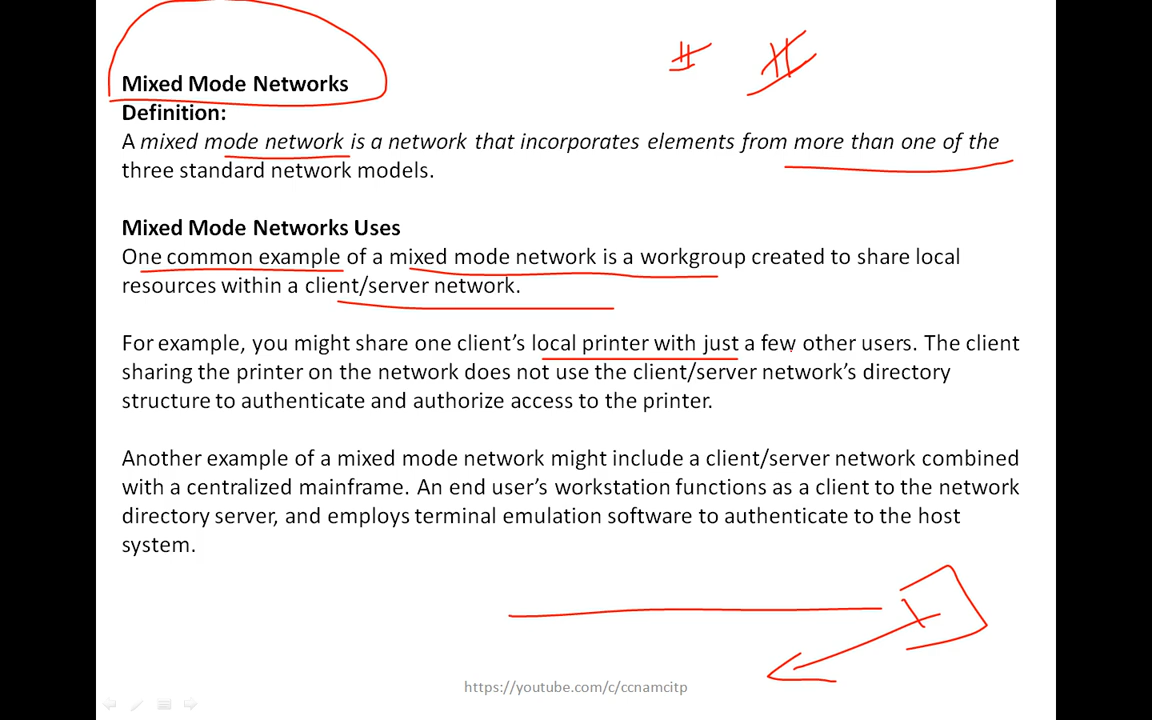 Mixed Mode Networks
Definition:
A mixed mode network is a network that incorporates elements from more than one of the
three standard network models.
Mixed Mode Networks Uses
One common example of a mixed mode network is a workgroup created to share local
resources within a client/server network.
For example, you might share one client’s local printer with just a few other users. The client
sharing the printer on the network does not use the client/server network’s directory
structure to authenticate and authorize access to the printer.
Another example of a mixed mode network might include a client/server network combined
with a centralized mainframe. An end user’s workstation functions as a client to the network
directory server, and employs terminal emulation software to authenticate to the host
system.
https://youtube.com/c/ccnamcitp